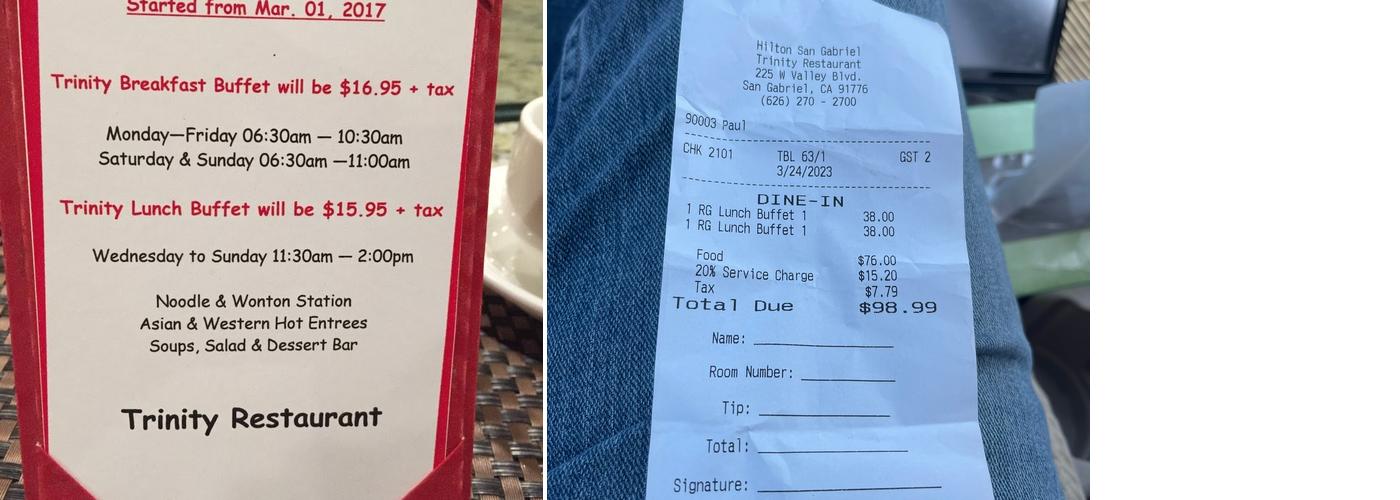 Started from Mar. 01, 2017
Trinity Breakfast Buffet will be $16.95 + tax
Monday—Friday 06:30am — 10:30am
Saturday & Sunday 06:30am —11:00am
Trinity Lunch Buffet will be $15.95 + tax
Wednesday to Sunday 11:30am — 2:00pm
Noodle & Wonton Station
Asian & Western Hot Entrees
Soups, Salad & Dessert Bar
Trinity Restaurant
Hilton San Gabriel
Trinity Restaurant
225 W Valley Blvd.
San Gabriel, CA 91776
(626) 270 - 2700
90003 Paul
CHK 2101 TBL 63/1 GST 2
3/24/2023
DINE-IN
1 RG Lunch Buffet 1 38.00
1 RG Lunch Buffet 1 38.00
Food $76.00
20% Service Charge $15.20
Tax $7.79
Total Due $98.99
Name:
Room Number:
Tip:
Total:
Signature: